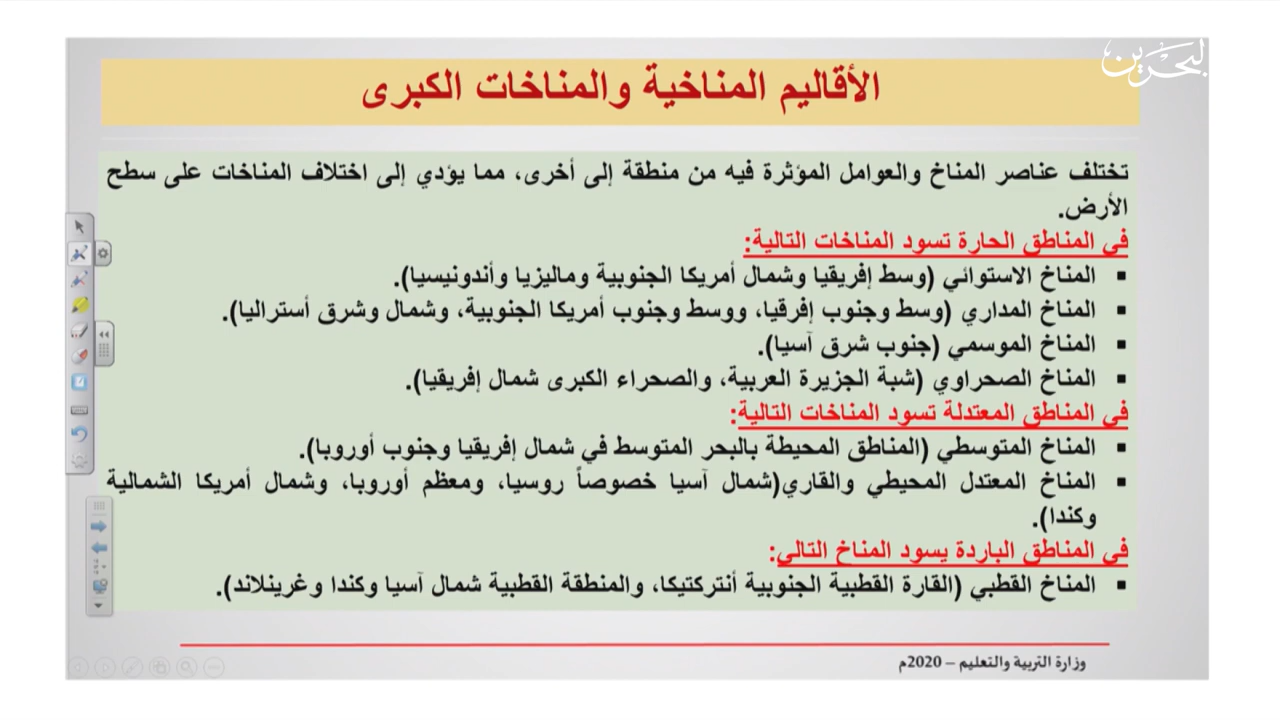 البحرين
الأقاليم المناخية والمناخات الكبرى
تختلف عناصر المناخ والعوامل المؤثرة فيه من منطقة إلى أخرى، مما يؤدي إلى اختلاف المناخات على سطح
الأرض.
في المناطق الحارة تسود المناخات التالية:
▪ المناخ الاستوائي (وسط إفريقيا وشمال أمريكا الجنوبية وماليزيا وأندونيسيا).
▪ المناخ المداري (وسط وجنوب إفرقيا، ووسط وجنوب أمريكا الجنوبية، وشمال وشرق أستراليا).
▪ المناخ الموسمي (جنوب شرق آسيا).
▪ المناخ الصحراوي (شبة الجزيرة العربية، والصحراء الكبرى شمال إفريقيا).
في المناطق المعتدلة تسود المناخات التالية:
▪ المناخ المتوسطي (المناطق المحيطة بالبحر المتوسط في شمال إفريقيا وجنوب أوروبا).
▪ المناخ المعتدل المحيطي والقاري(شمال آسيا خصوصاً روسيا، ومعظم أوروبا، وشمال أمريكا الشمالية
وكندا).
في المناطق الباردة يسود المناخ التالي:
▪ المناخ القطبي (القارة القطبية الجنوبية أنتركتيكا، والمنطقة القطبية شمال آسيا وكندا وغرينلاند).
وزارة التربية والتعليم – 2020م